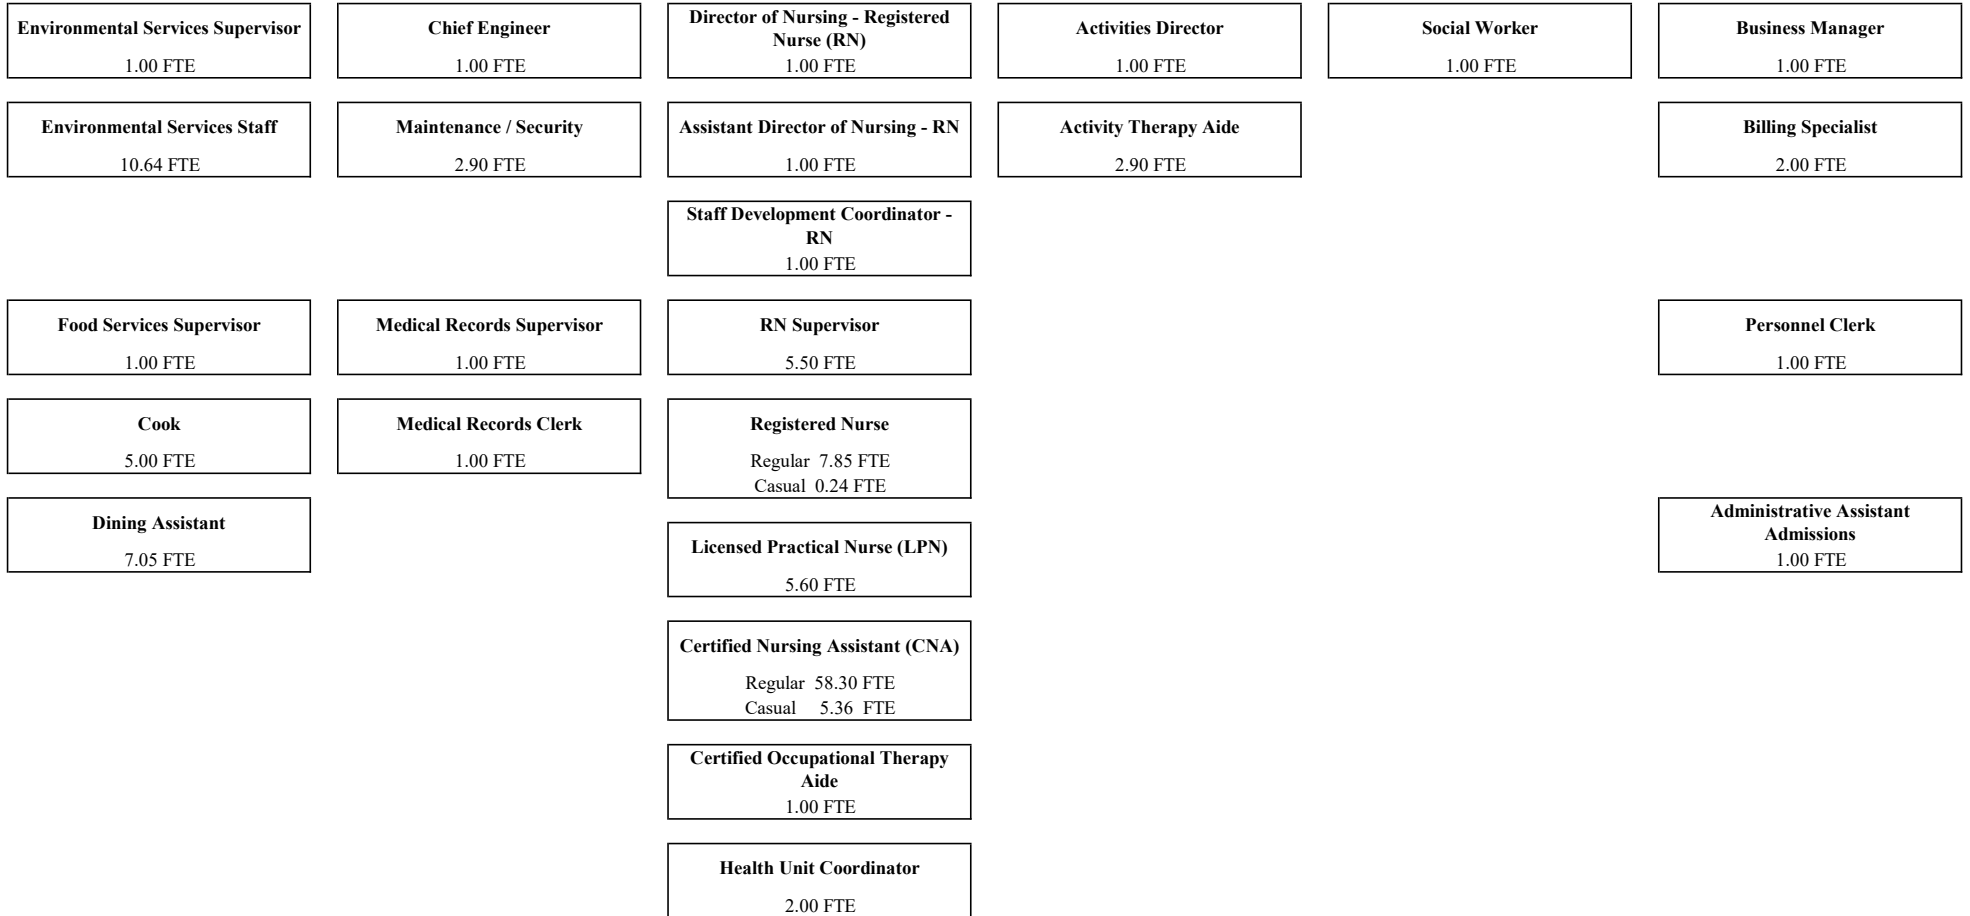 Environmental Services Supervisor
1.00 FTE
Chief Engineer
1.00 FTE
Director of Nursing - Registered
Nurse (RN)
1.00 FTE
Activities Director
1.00 FTE
Social Worker
1.00 FTE
Business Manager
1.00 FTE
Environmental Services Staff
10.64 FTE
Maintenance / Security
2.90 FTE
Assistant Director of Nursing - RN
1.00 FTE
Activity Therapy Aide
2.90 FTE
Billing Specialist
2.00 FTE
Staff Development Coordinator -
RN
1.00 FTE
Food Services Supervisor
1.00 FTE
Medical Records Supervisor
1.00 FTE
RN Supervisor
5.50 FTE
Personnel Clerk
1.00 FTE
Cook
5.00 FTE
Medical Records Clerk
1.00 FTE
Registered Nurse
Regular 7.85 FTE
Casual 0.24 FTE
Dining Assistant
7.05 FTE
Licensed Practical Nurse (LPN)
5.60 FTE
Administrative Assistant
Admissions
1.00 FTE
Certified Nursing Assistant (CNA)
Regular 58.30 FTE
Casual 5.36 FTE
Certified Occupational Therapy
Aide
1.00 FTE
Health Unit Coordinator
2.00 FTE